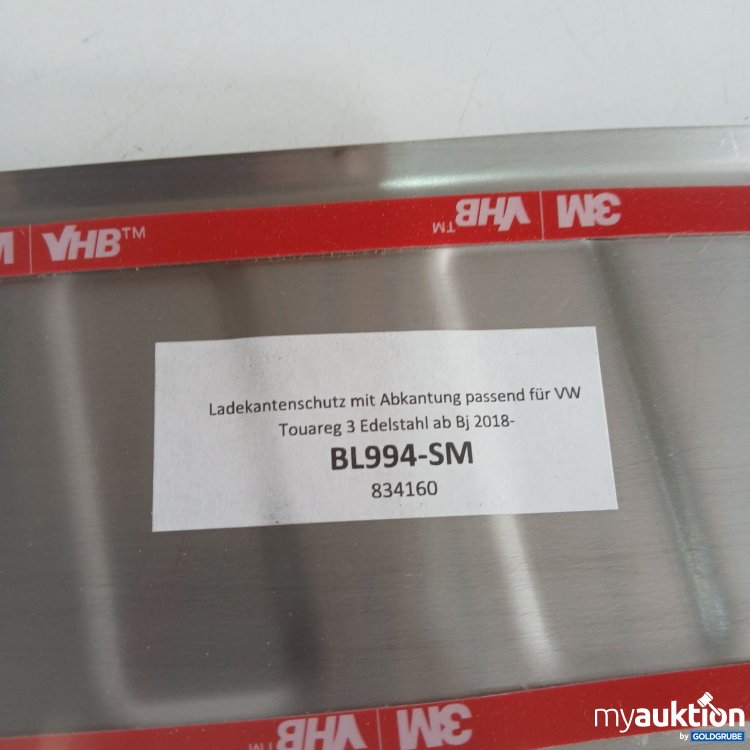 M VHB™
VHB™ 3M
Ladekantenschutz mit Abkantung passend für VW
Touareg 3 Edelstahl ab Bj 2018-
BL994-SM
834160
VHB™ 3M
myauktion
by GOLDGRUBE